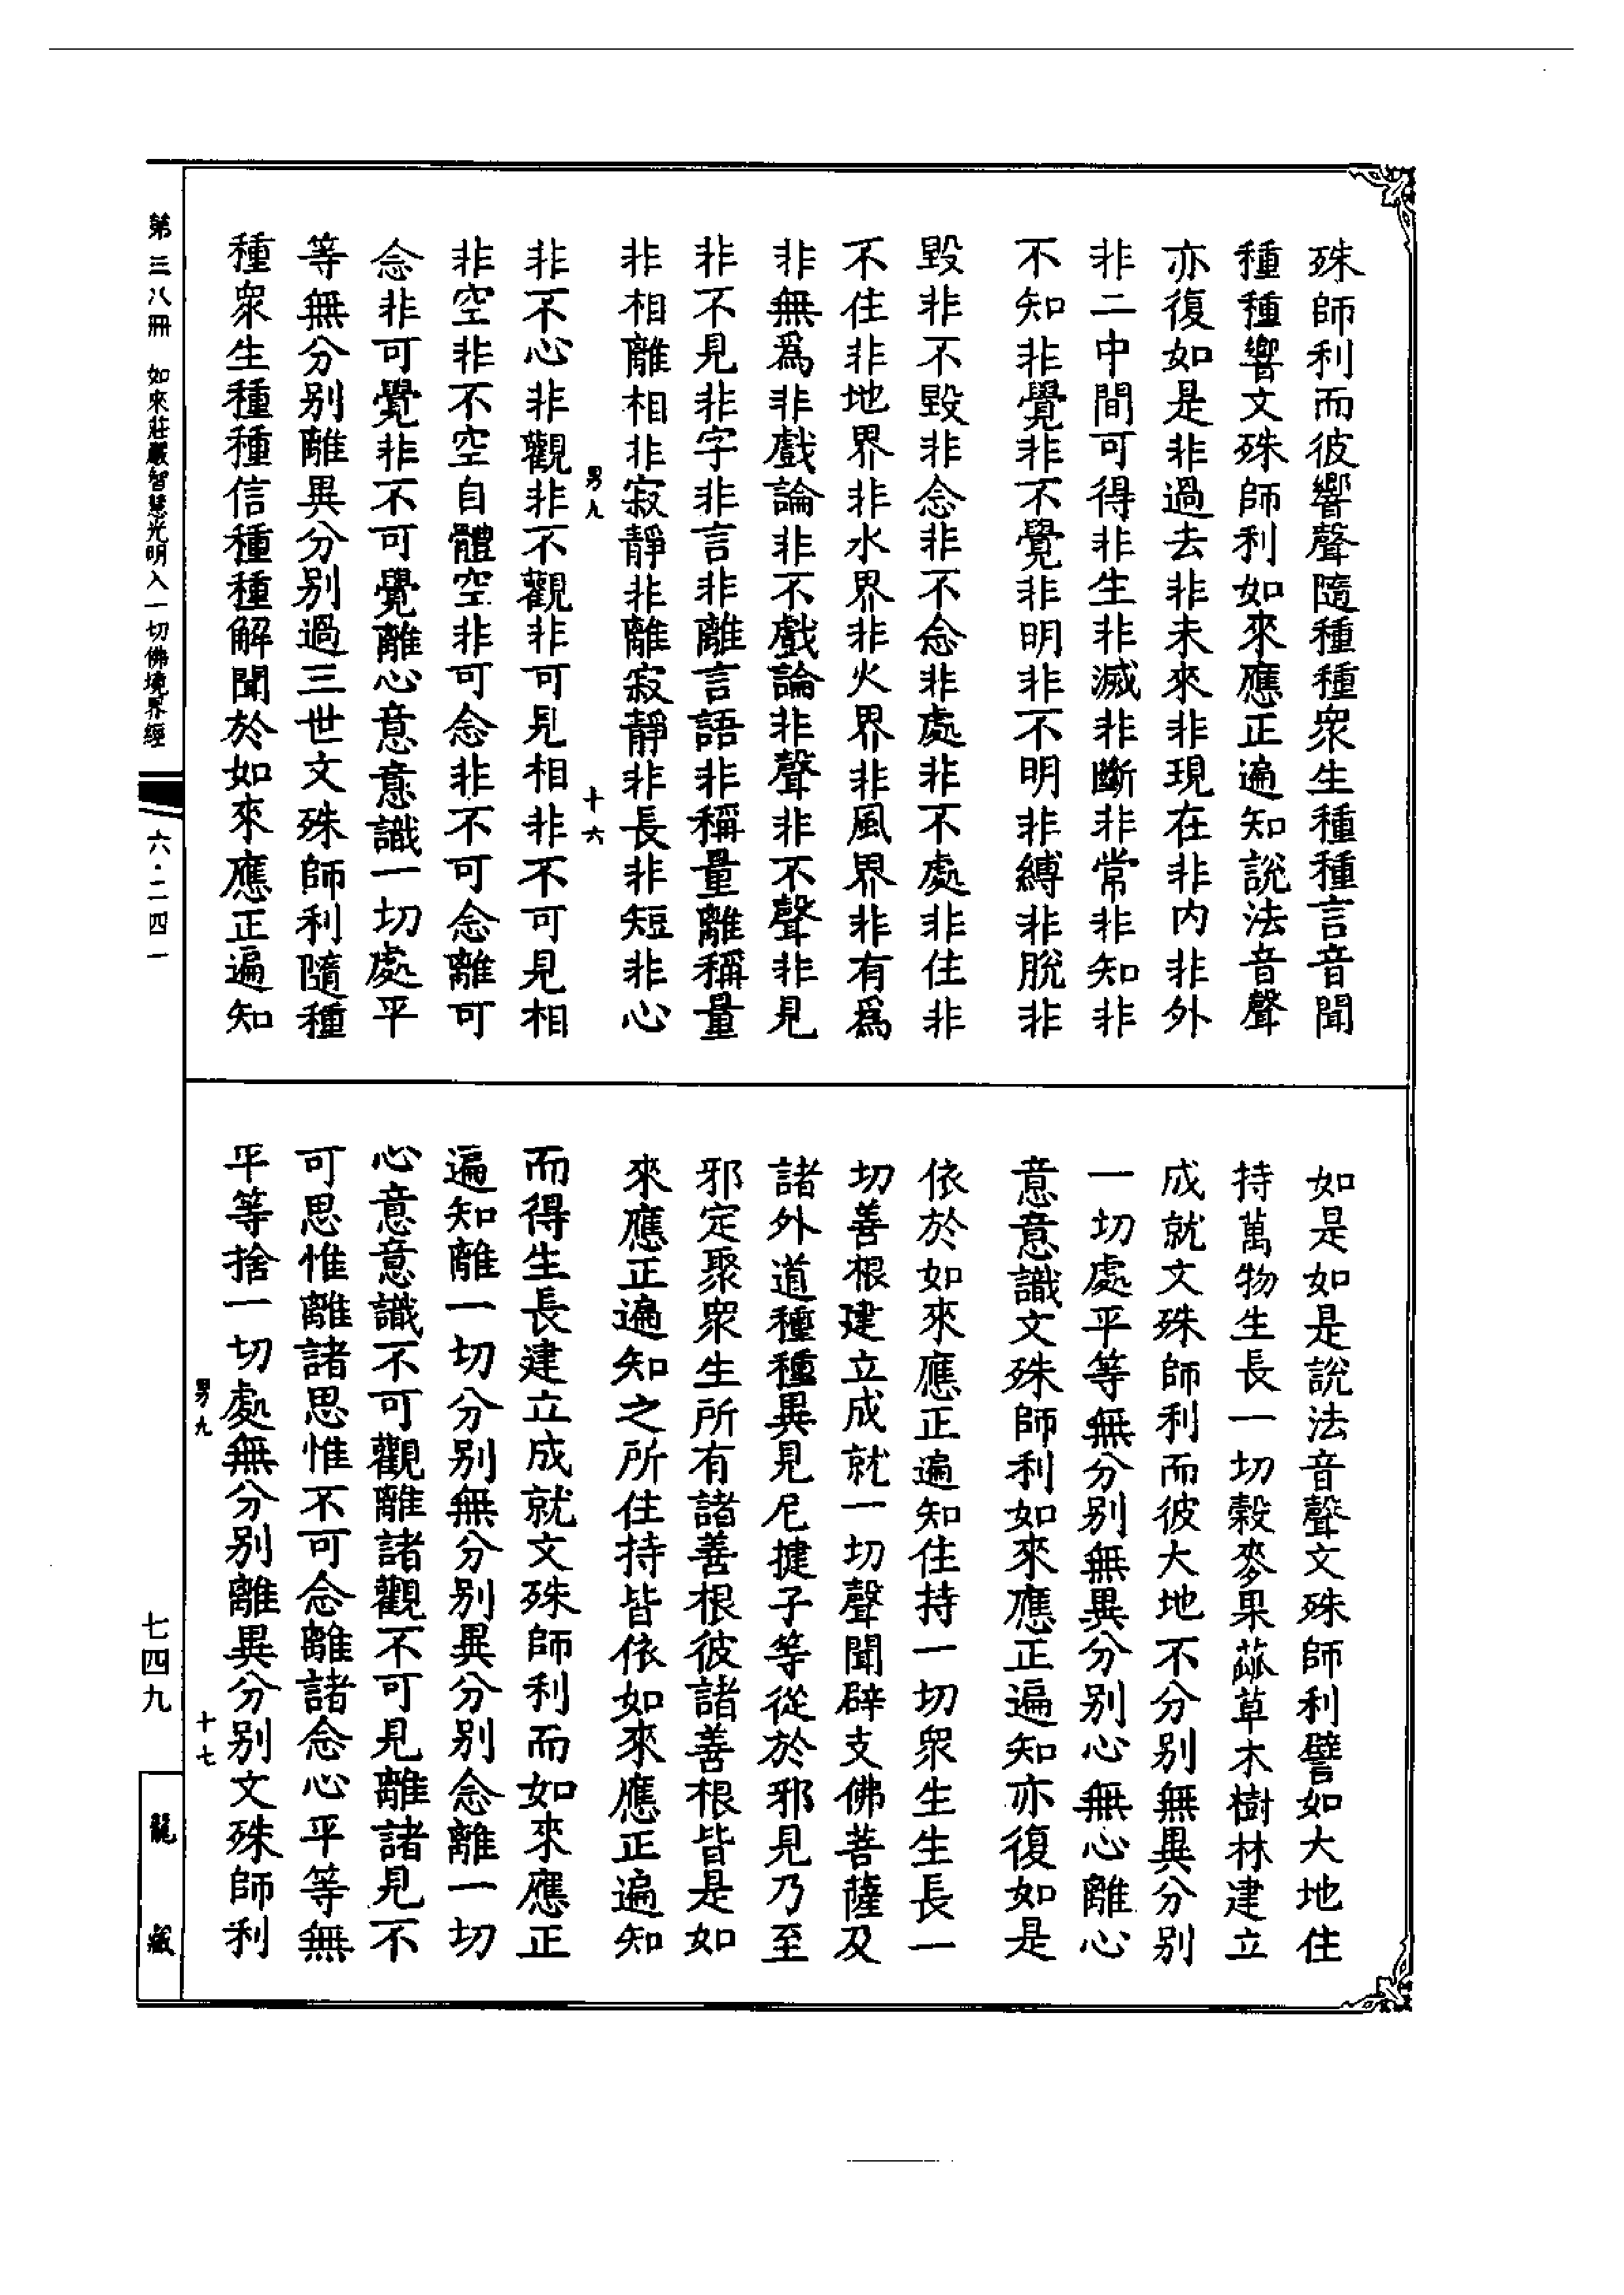 殊師利而彼響聲隨種種衆生種種言音聞
種種響文殊師利如來應正遍知說法音聲
亦復如是非過去非未來非現在非內非外
非二中間可得非生非滅非斷非常非知非
不知非覺非不覺非明非不明非縛非脫非
毀非不毀非念非不念非處非不處非住非
不住非地界非水界非火界非風界非有爲
非無爲非戲論非不戲論非聲非不聲非見
非不見非字非言非離言語非稱量離稱量
非相離相非寂靜非離寂靜非長非短非心
男九 十六
非不心非觀非不觀非可見相非不可見相
非空非不空自體空非可念非不可念離可
念非可覺非不可覺離心意意識一切處平
等無分別離異分別過三世文殊師利隨種
種衆生種種信種種解聞於如來應正遍知
如是如是說法音聲文殊師利譬如大地住
持萬物生長一切穀麥果蓏草木樹林建立
成就文殊師利而彼大地不分別無異分別
一切處平等無分別無異分別心無心離心
意意識文殊師利如來應正遍知亦復如是
依於如來應正遍知住持一切衆生生長一
切善根建立成就一切聲聞辟支佛菩薩及
諸外道種種異見尼揵子等從於邪見乃至
邪定聚衆生所有諸善根彼諸善根皆是如
來應正遍知之所住持皆依如來應正遍知
而得生長建立成就文殊師利而如來應正
遍知離一切分別無分別異分別念離一切
心意意識不可觀離諸觀不可見離諸見不
可思惟離諸思惟不可念離諸念心平等無
平等捨一切處無分別離異分別文殊師利
男九 十七
第三八冊 如來莊嚴智慧光明入一切佛境界經 六·二四一
七四九 龍藏